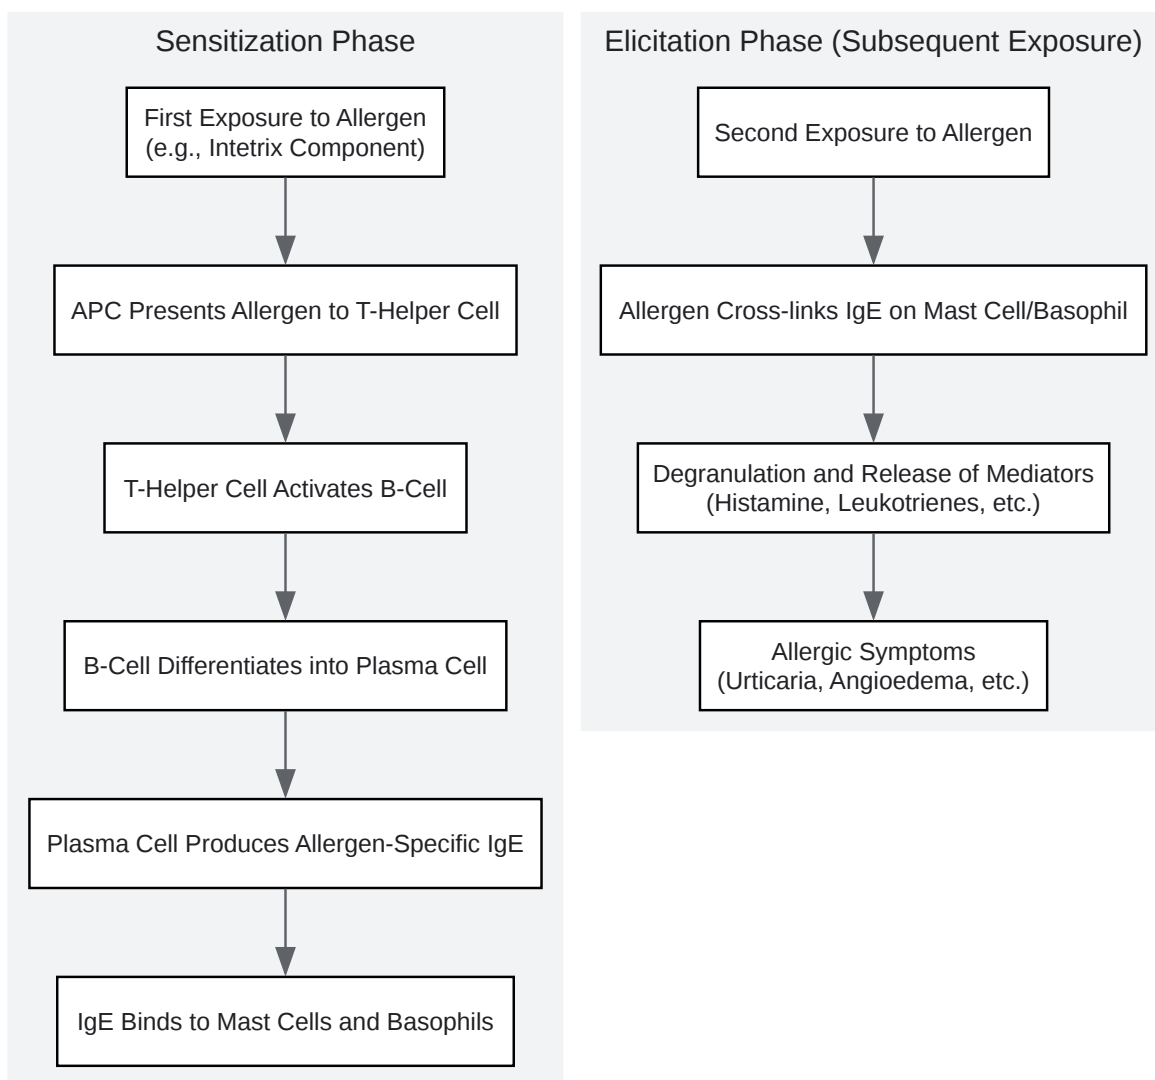 Sensitization Phase
First Exposure to Allergen
(e.g., Intetrix Component)
APC Presents Allergen to T-Helper Cell
T-Helper Cell Activates B-Cell
B-Cell Differentiates into Plasma Cell
Plasma Cell Produces Allergen-Specific IgE
IgE Binds to Mast Cells and Basophils
Elicitation Phase (Subsequent Exposure)
Second Exposure to Allergen
Allergen Cross-links IgE on Mast Cell/Basophil
Degranulation and Release of Mediators
(Histamine, Leukotrienes, etc.)
Allergic Symptoms
(Urticaria, Angioedema, etc.)